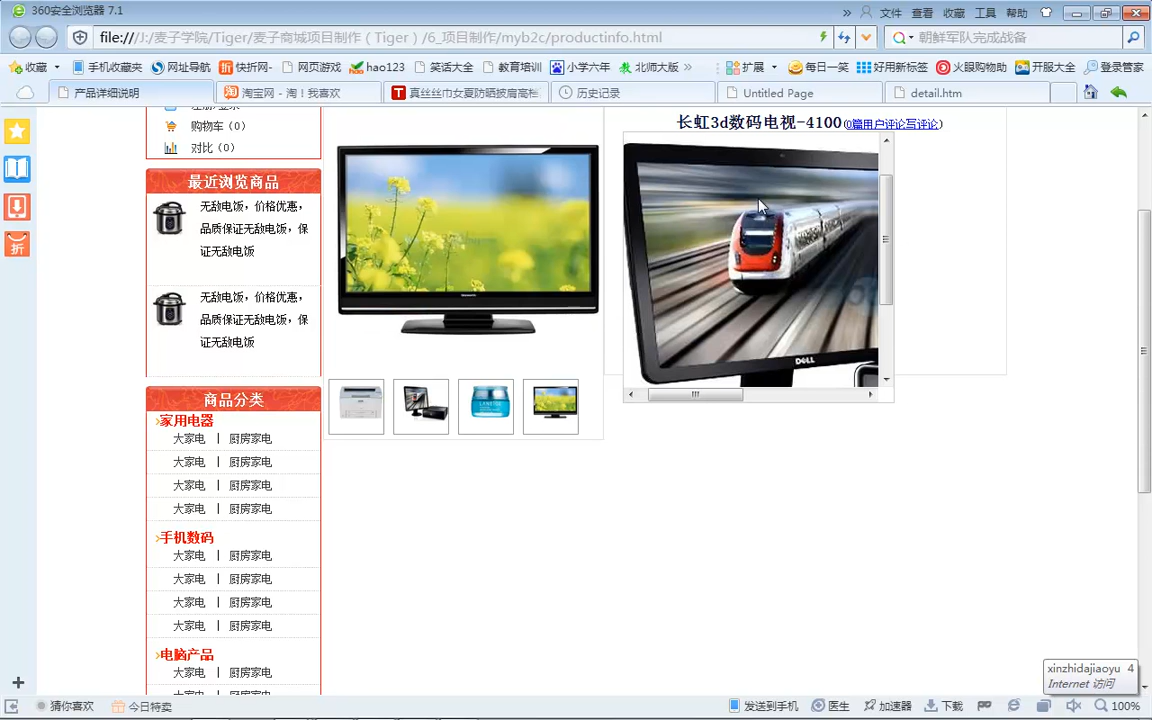 360安全浏览器 7.1
» 文件 查看 收藏 工具 帮助
file:///J:/麦子学院/Tiger/麦子商城项目制作（Tiger）/6_项目制作/myb2c/productinfo.html
朝鲜军队完成战备
收藏 手机收藏夹 网址导航 快折网- 网页游戏 hao123 笑话大全 教育培训 小学六年 北师大版 » 扩展 每日一笑 好用新标签 火眼购物助 开服大全 登录管家
产品详细说明 淘宝网 - 淘！我喜欢 真丝丝巾女夏防晒披肩高档 历史记录 Untitled Page detail.htm
购物车（0）
对比（0）
最近浏览商品
无敌电饭，价格优惠，
品质保证无敌电饭，保
证无敌电饭
无敌电饭，价格优惠，
品质保证无敌电饭，保
证无敌电饭
商品分类
›家用电器
大家电 | 厨房家电
大家电 | 厨房家电
大家电 | 厨房家电
大家电 | 厨房家电
›手机数码
大家电 | 厨房家电
大家电 | 厨房家电
大家电 | 厨房家电
大家电 | 厨房家电
›电脑产品
大家电 | 厨房家电
长虹3d数码电视-4100(0篇用户评论写评论)
DELL
xinzhidajiaoyu 4
Internet 访问
猜你喜欢 今日特卖
发送到手机 医生 加速器 下载 100%
折